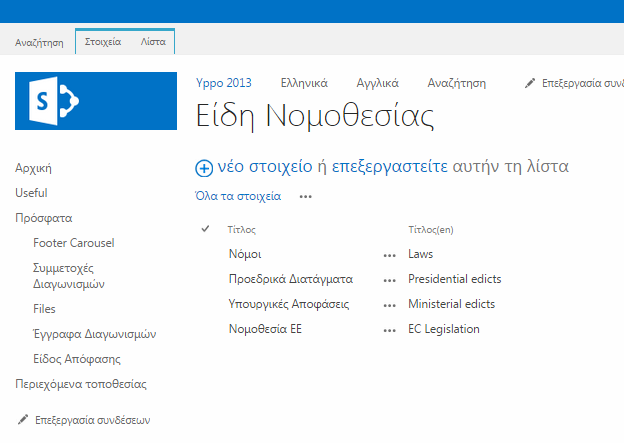 Αναζήτηση Στοιχεία Λίστα
S
Yppo 2013 Ελληνικά Αγγλικά Αναζήτηση Επεξεργασία συνδ
Είδη Νομοθεσίας
νέο στοιχείο ή επεξεργαστείτε αυτήν τη λίστα
Όλα τα στοιχεία ...
Τίτλος Τίτλος(en)
Νόμοι ... Laws
Προεδρικά Διατάγματα ... Presidential edicts
Υπουργικές Αποφάσεις ... Ministerial edicts
Νομοθεσία ΕΕ ... EC Legislation
Αρχική
Useful
Πρόσφατα
Footer Carousel
Συμμετοχές
Διαγωνισμών
Files
Έγγραφα Διαγωνισμών
Είδος Απόφασης
Περιεχόμενα τοποθεσίας
Επεξεργασία συνδέσεων